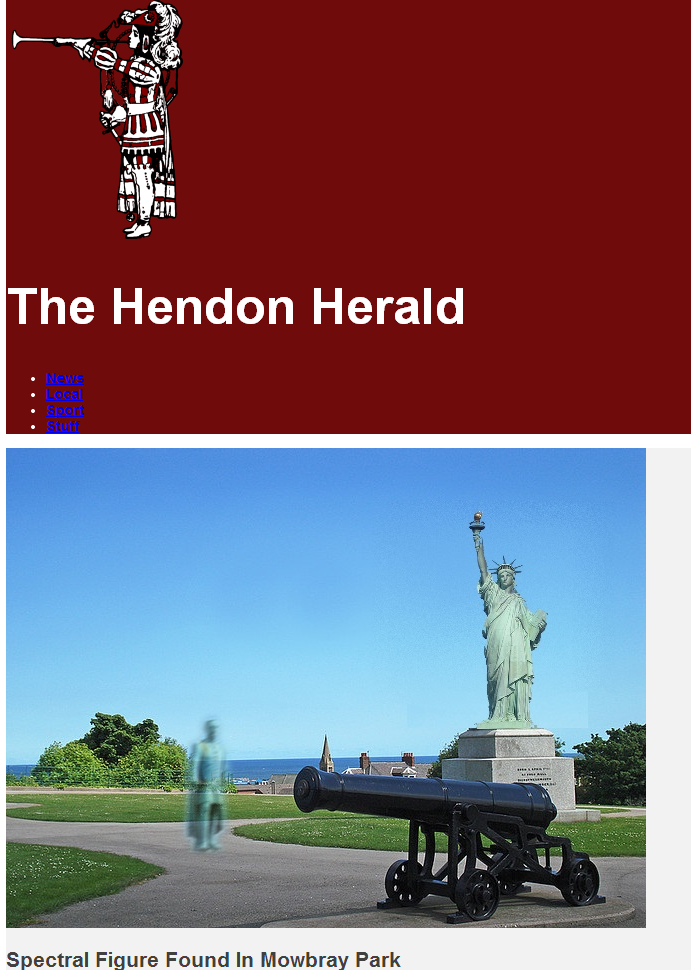 The Hendon Herald
News
Local
Sport
Stuff
Spectral Figure Found In Mowbray Park